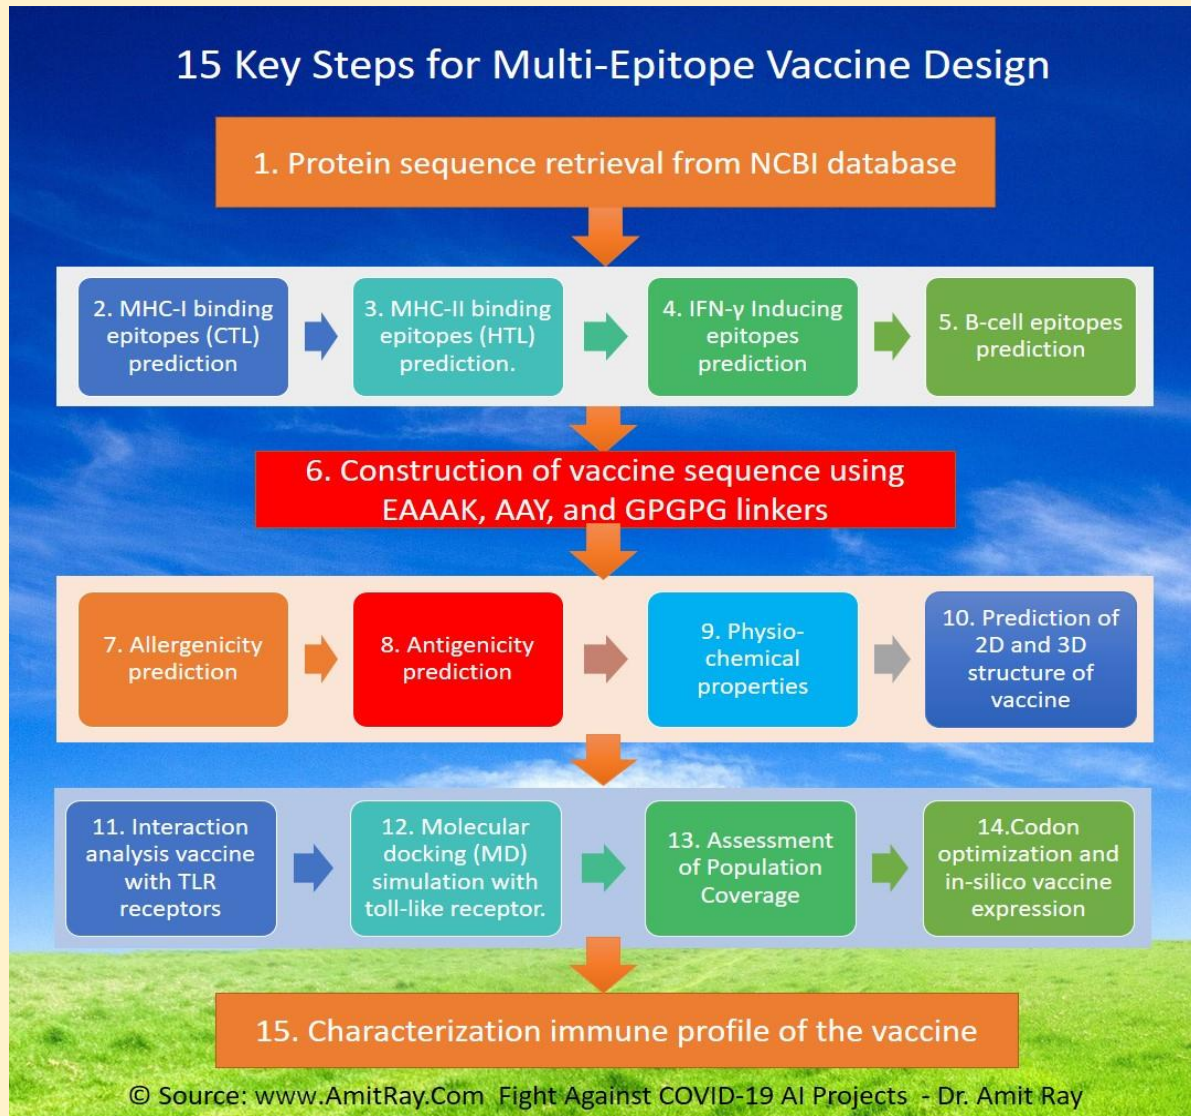 15 Key Steps for Multi-Epitope Vaccine Design
1. Protein sequence retrieval from NCBI database
2. MHC-I binding
epitopes (CTL)
prediction
3. MHC-II binding
epitopes (HTL)
prediction.
4. IFN-γ Inducing
epitopes
prediction
5. B-cell epitopes
prediction
6. Construction of vaccine sequence using
EAAAK, AAY, and GPGPG linkers
7. Allergenicity
prediction
8. Antigenicity
prediction
9. Physio-
chemical
properties
10. Prediction of
2D and 3D
structure of
vaccine
11. Interaction
analysis vaccine
with TLR
receptors
12. Molecular
docking (MD)
simulation with
toll-like receptor.
13. Assessment
of Population
Coverage
14.Codon
optimization and
in-silico vaccine
expression
15. Characterization immune profile of the vaccine
© Source: www.AmitRay.Com  Fight Against COVID-19 AI Projects  - Dr. Amit Ray